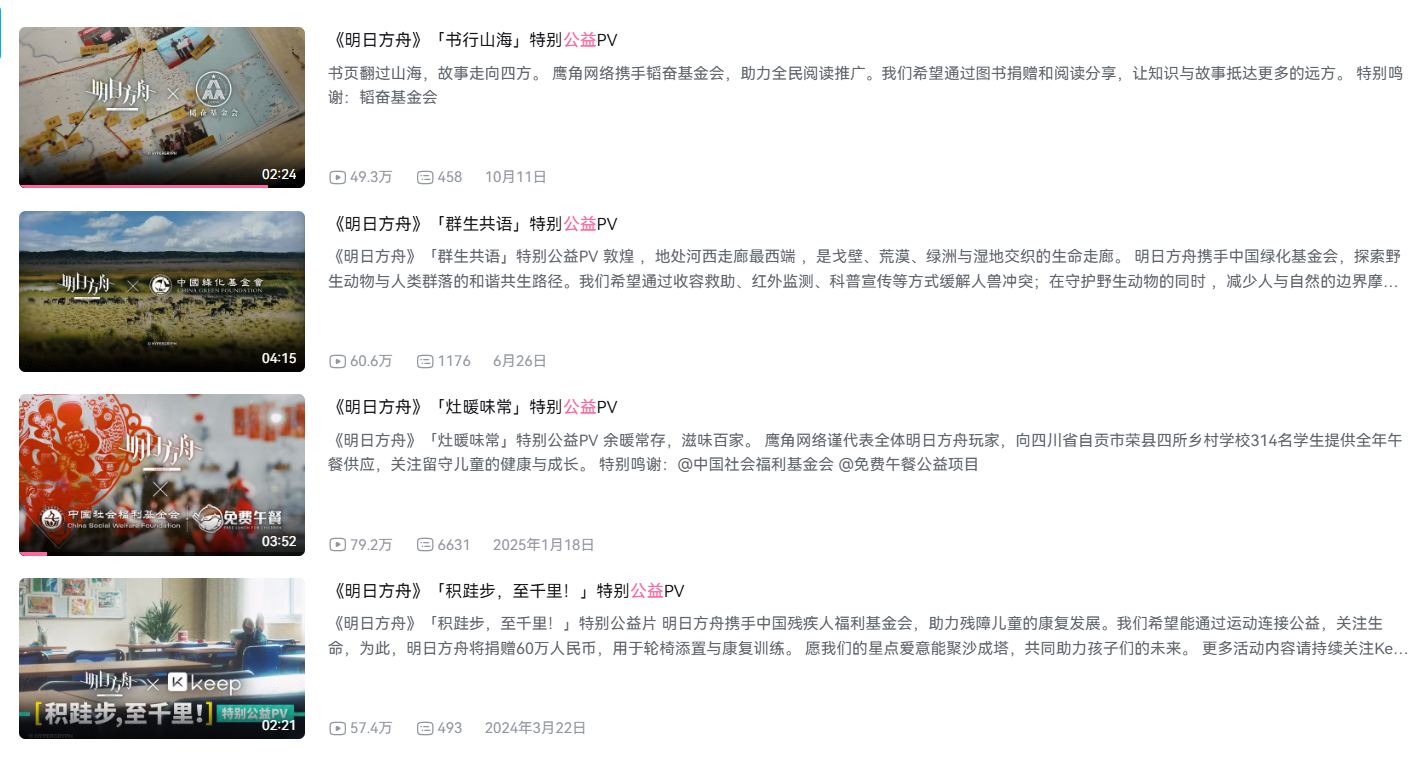 明日方舟
韬奋基金会
© HYPERGRYPH
02:24
《明日方舟》「书行山海」特别公益PV
书页翻过山海，故事走向四方。 鹰角网络携手韬奋基金会，助力全民阅读推广。我们希望通过图书捐赠和阅读分享，让知识与故事抵达更多的远方。 特别鸣
谢：韬奋基金会
49.3万 458 10月11日
明日方舟
中國綠化基金會
CHINA GREEN FOUNDATION
© HYPERGRYPH
04:15
《明日方舟》「群生共语」特别公益PV
《明日方舟》「群生共语」特别公益PV 敦煌 ，地处河西走廊最西端 ，是戈壁、荒漠、绿洲与湿地交织的生命走廊。 明日方舟携手中国绿化基金会，探索野
生动物与人类群落的和谐共生路径。我们希望通过收容救助、红外监测、科普宣传等方式缓解人兽冲突；在守护野生动物的同时 ，减少人与自然的边界摩...
60.6万 1176 6月26日
明日方舟
中国社会福利基金会
China Social Welfare Foundation
免费午餐
FREE LUNCH FOR CHILDREN
03:52
《明日方舟》「灶暖味常」特别公益PV
《明日方舟》「灶暖味常」特别公益PV 余暖常存，滋味百家。 鹰角网络谨代表全体明日方舟玩家，向四川省自贡市荣县四所乡村学校314名学生提供全年午
餐供应，关注留守儿童的健康与成长。 特别鸣谢：@中国社会福利基金会 @免费午餐公益项目
79.2万 6631 2025年1月18日
明日方舟
keep
[积跬步,至千里!]
特别公益PV
© HYPERGRYPH
02:21
《明日方舟》「积跬步，至千里！」特别公益PV
《明日方舟》「积跬步，至千里！」特别公益片 明日方舟携手中国残疾人福利基金会，助力残障儿童的康复发展。我们希望能通过运动连接公益，关注生
命，为此，明日方舟将捐赠60万人民币，用于轮椅添置与康复训练。 愿我们的星点爱意能聚沙成塔，共同助力孩子们的未来。 更多活动内容请持续关注Ke...
57.4万 493 2024年3月22日